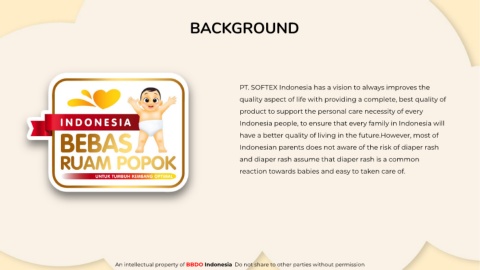 BACKGROUND
INDONESIA
BEBAS
RUAM POPOK
UNTUK TUMBUH KEMBANG OPTIMAL
PT. SOFTEX Indonesia has a vision to always improves the
quality aspect of life with providing a complete, best quality of
product to support the personal care necessity of every
Indonesia people, to ensure that every family in Indonesia will
have a better quality of living in the future.However, most of
Indonesian parents does not aware of the risk of diaper rash
and diaper rash assume that diaper rash is a common
reaction towards babies and easy to taken care of.
An intellectual property of BBDO Indonesia. Do not share to other parties without permission